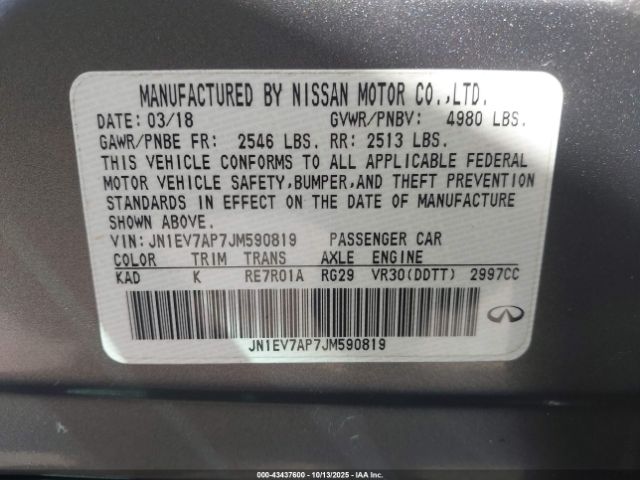 MANUFACTURED BY NISSAN MOTOR CO.,LTD.
DATE: 03/18 GVWR/PNBV: 4980 LBS.
GAWR/PNBE FR: 2546 LBS. RR: 2513 LBS.
THIS VEHICLE CONFORMS TO ALL APPLICABLE FEDERAL
MOTOR VEHICLE SAFETY,BUMPER,AND THEFT PREVENTION
STANDARDS IN EFFECT ON THE DATE OF MANUFACTURE
SHOWN ABOVE.
VIN: JN1EV7AP7JM590819 PASSENGER CAR
COLOR TRIM TRANS AXLE ENGINE
KAD K RE7R01A RG29 VR30(DDTT) 2997CC
JN1EV7AP7JM590819
000-43437600 - 10/13/2025 - IAA, Inc.